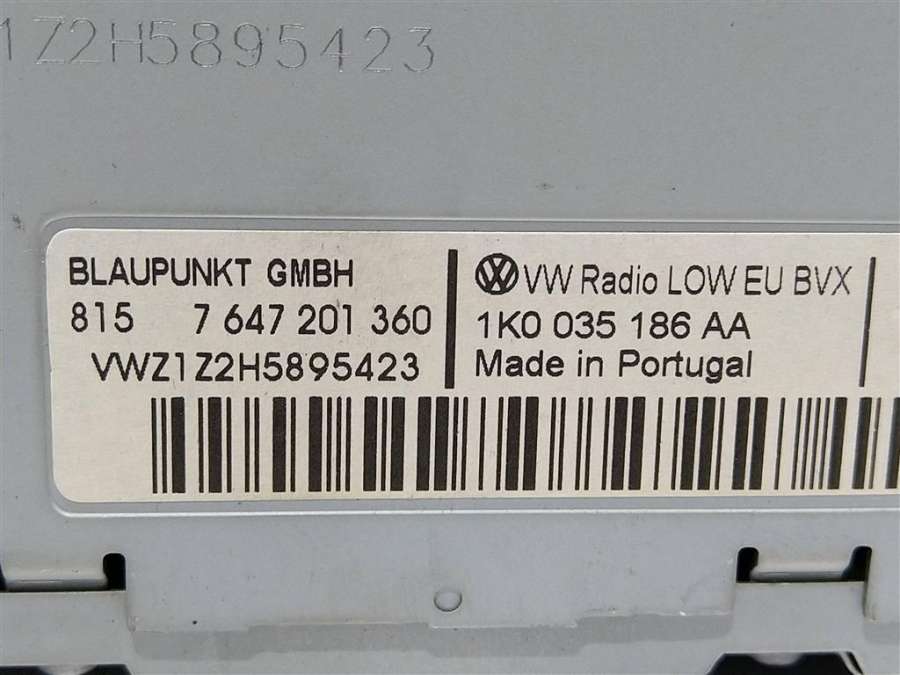 1Z2H5895423
BLAUPUNKT GMBH
815 7 647 201 360
VWZ1Z2H5895423
VW Radio LOW EU BVX
1K0 035 186 AA
Made in Portugal